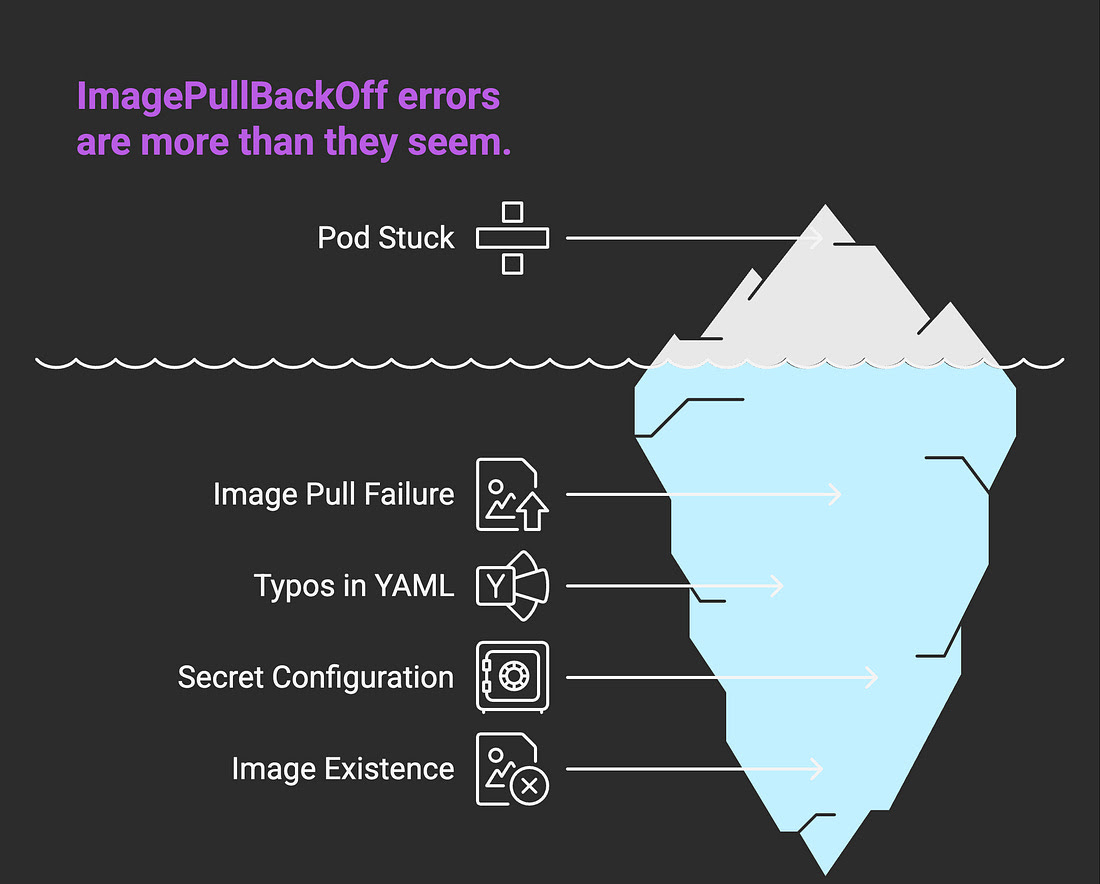 ImagePullBackOff errors
are more than they seem.
Pod Stuck
Image Pull Failure
Typos in YAML
Y
Secret Configuration
Image Existence